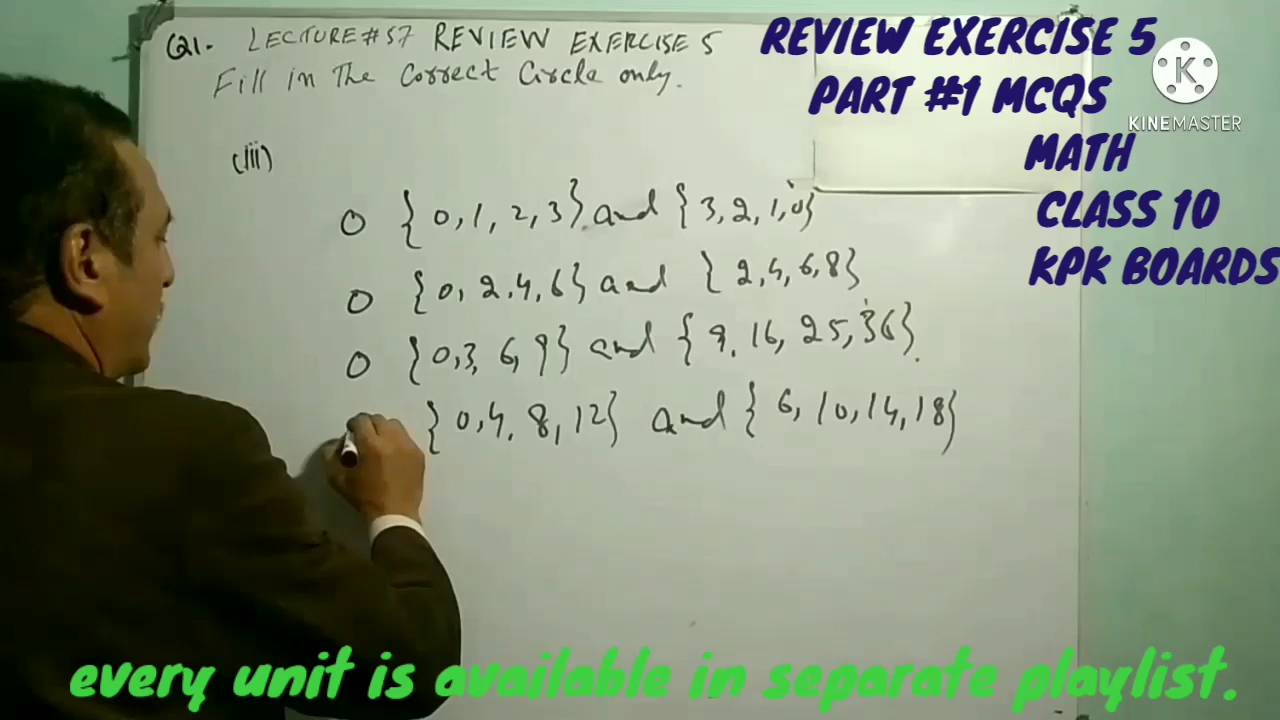 Q1. LECTURE#57 REVIEW EXERCISE 5
Fill in The Correct Circle only.
(iii)
O {0,1,2,3} and {3,2,1,0}
O {0,2,4,6} and {2,4,6,8}
O {0,3,6,9} and {9,16,25,36}.
{0,4,8,12} and {6,10,14,18}
REVIEW EXERCISE 5
PART #1 MCQS
MATH
CLASS 10
KPK BOARDS
K
KINEMASTER
every unit is available in separate playlist.